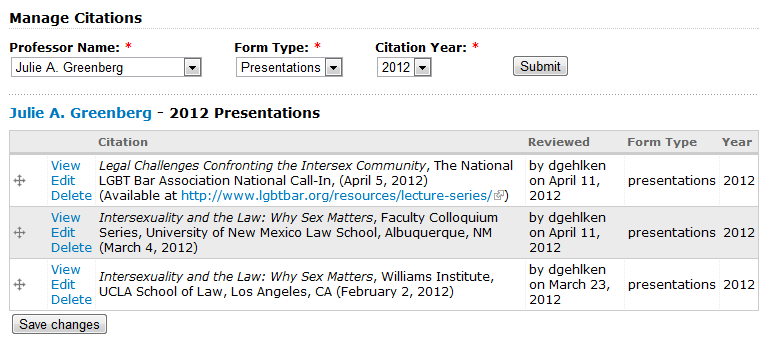 Manage Citations
Professor Name: * Form Type: * Citation Year: *
Julie A. Greenberg Presentations 2012 Submit
Julie A. Greenberg - 2012 Presentations
Citation Reviewed Form Type Year
View Edit Delete
Legal Challenges Confronting the Intersex Community, The National
LGBT Bar Association National Call-In, (April 5, 2012)
(Available at http://www.lgbtbar.org/resources/lecture-series/)
by dgehlken
on April 11,
2012
presentations 2012
View Edit Delete
Intersexuality and the Law: Why Sex Matters, Faculty Colloquium
Series, University of New Mexico Law School, Albuquerque, NM
(March 4, 2012)
by dgehlken
on April 11,
2012
presentations 2012
View Edit Delete
Intersexuality and the Law: Why Sex Matters, Williams Institute,
UCLA School of Law, Los Angeles, CA (February 2, 2012)
by dgehlken
on March 23,
2012
presentations 2012
Save changes